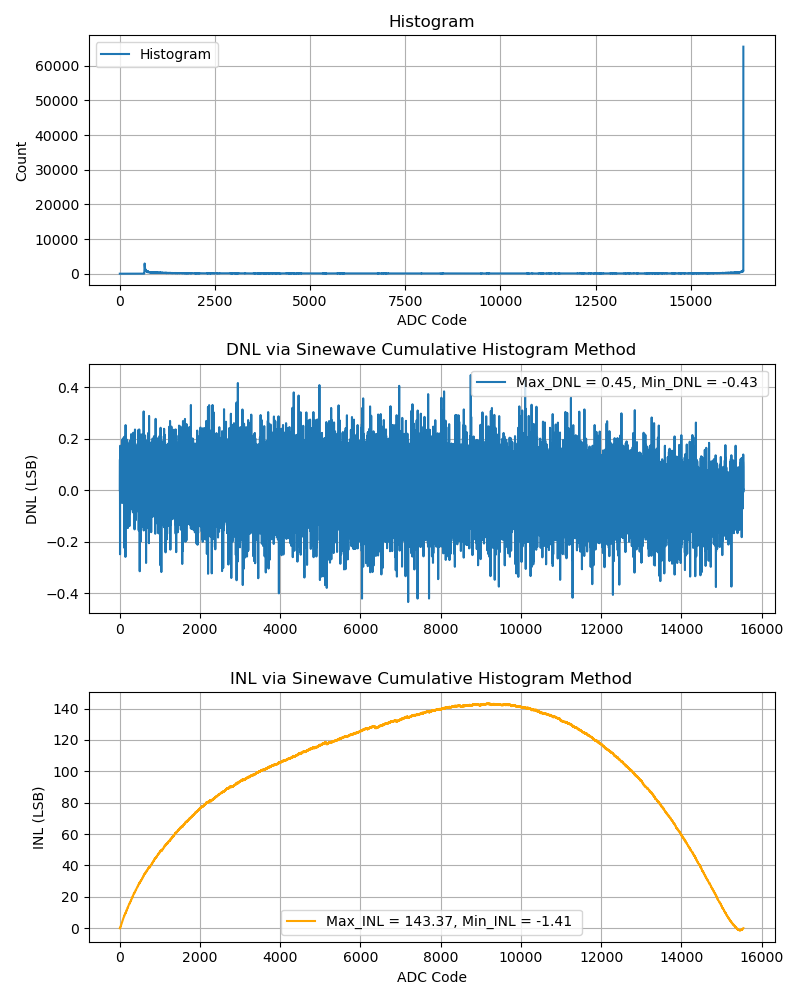 Histogram
Histogram
60000
50000
40000
30000
20000
10000
0
Count
0 2500 5000 7500 10000 12500 15000
ADC Code
DNL via Sinewave Cumulative Histogram Method
Max_DNL = 0.45, Min_DNL = -0.43
0.4
0.2
0.0
−0.2
−0.4
DNL (LSB)
0 2000 4000 6000 8000 10000 12000 14000 16000
INL via Sinewave Cumulative Histogram Method
140
120
100
80
60
40
20
0
INL (LSB)
Max_INL = 143.37, Min_INL = -1.41
0 2000 4000 6000 8000 10000 12000 14000 16000
ADC Code